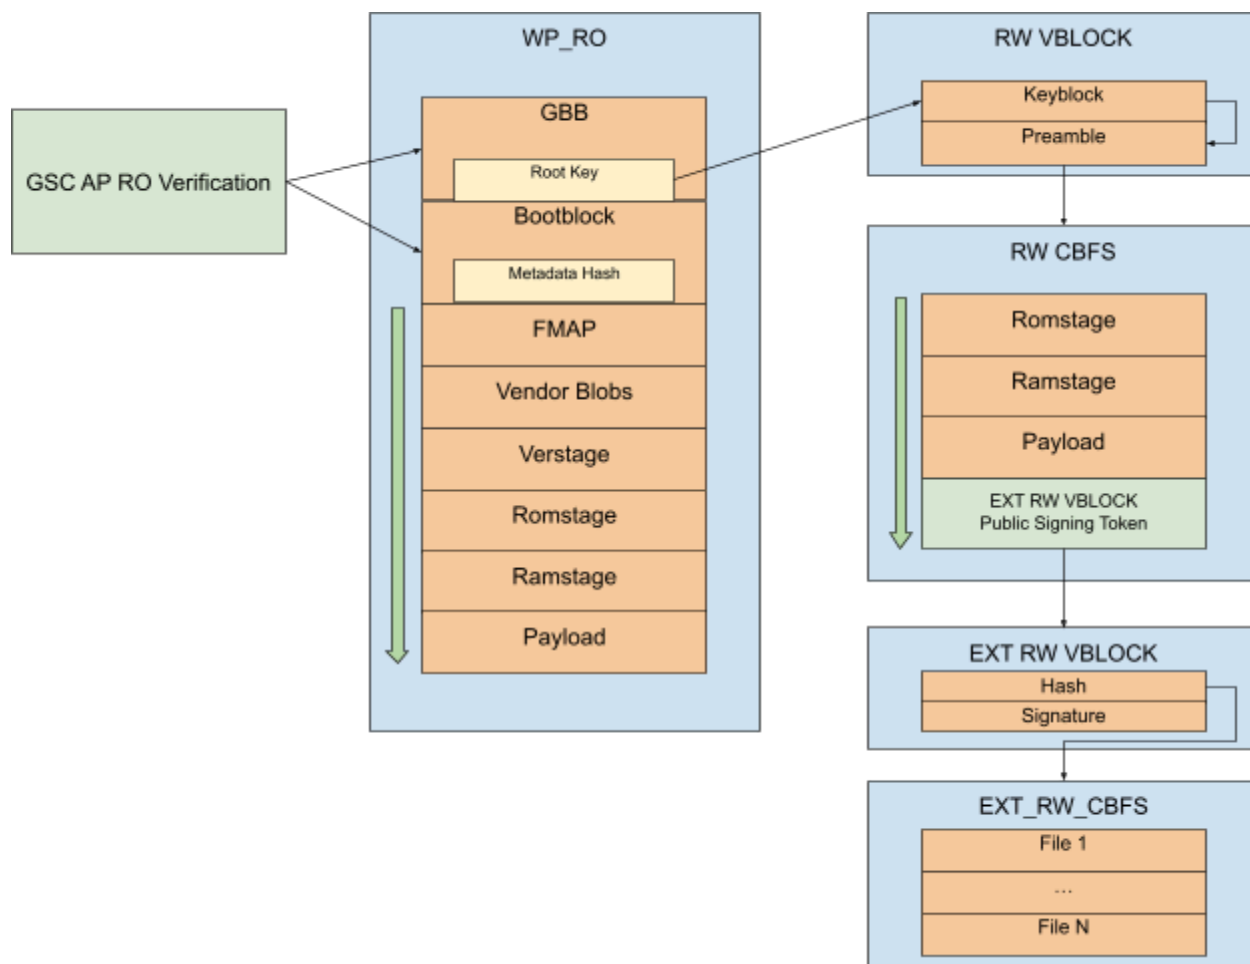 GSC AP RO Verification
WP_RO
GBB
Root Key
Bootblock
Metadata Hash
FMAP
Vendor Blobs
Verstage
Romstage
Ramstage
Payload
RW VBLOCK
Keyblock
Preamble
RW CBFS
Romstage
Ramstage
Payload
EXT RW VBLOCK
Public Signing Token
EXT RW VBLOCK
Hash
Signature
EXT_RW_CBFS
File 1
...
File N